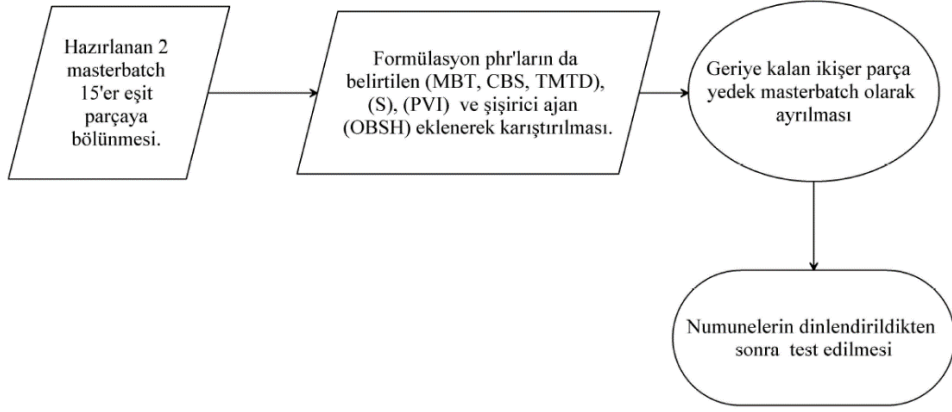 Hazırlanan 2
masterbatch
15'er eşit
parçaya
bölünmesi.
Formülasyon phr'ların da
belirtilen (MBT, CBS, TMTD),
(S), (PVI) ve şişirici ajan
(OBSH) eklenerek karıştırılması.
Geriye kalan ikişer parça
yedek masterbatch olarak
ayrılması
Numunelerin dinlendirildikten
sonra test edilmesi